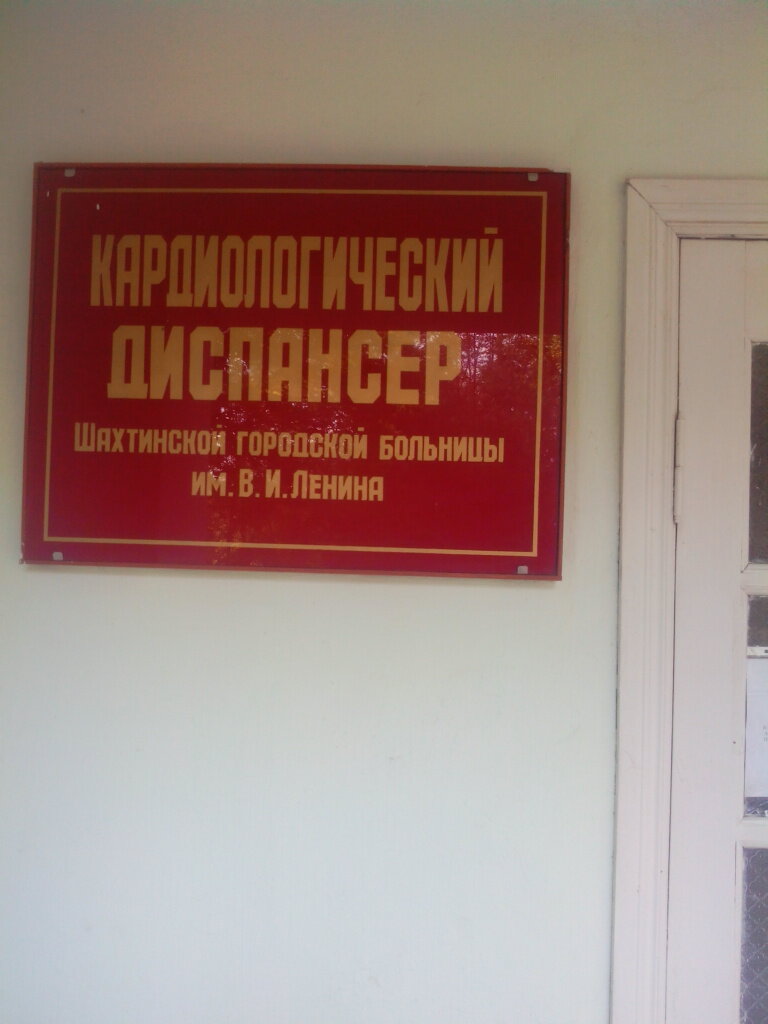 КАРДИОЛОГИЧЕСКИЙ
ДИСПАНСЕР
ШАХТИНСКОЙ ГОРОДСКОЙ БОЛЬНИЦЫ
ИМ. В. И. ЛЕНИНА